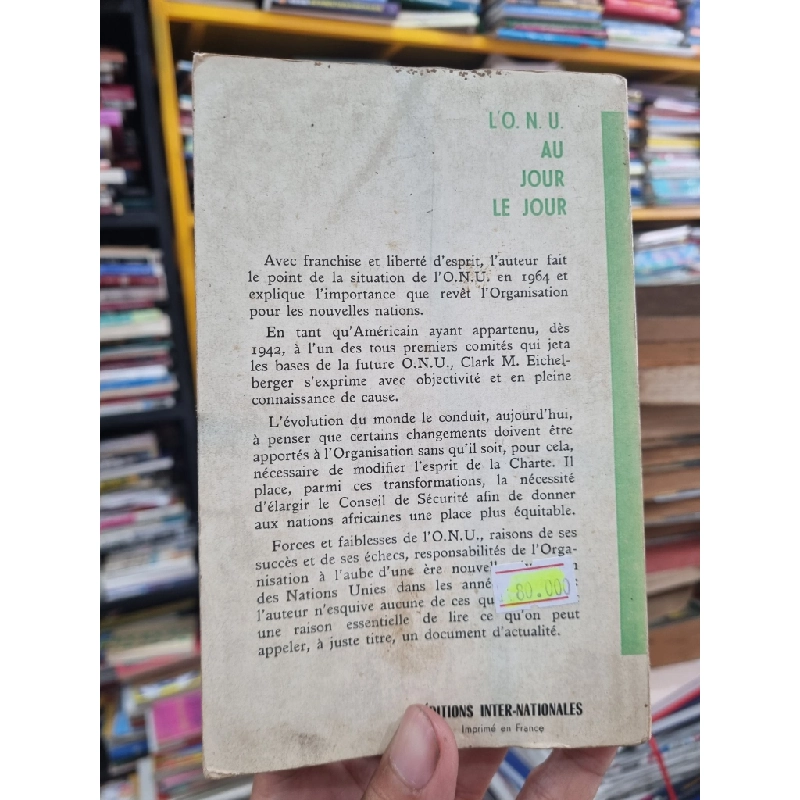 L'O. N. U.
AU
JOUR
LE JOUR
Avec franchise et liberté d'esprit, l'auteur fait
le point de la situation de l'O.N.U. en 1964 et
explique l'importance que revêt l'Organisation
pour les nouvelles nations.
En tant qu'Américain ayant appartenu, dès
1942, à l'un des tous premiers comités qui jeta
les bases de la future O.N.U., Clark M. Eichel-
berger s'exprime avec objectivité et en pleine
connaissance de cause.
L'évolution du monde le conduit, aujourd'hui,
à penser que certains changements doivent être
apportés à l'Organisation sans qu'il soit, pour cela,
nécessaire de modifier l'esprit de la Charte. Il
place, parmi ces transformations, la nécessité
d'élargir le Conseil de Sécurité afin de donner
aux nations africaines une place plus équitable.
Forces et faiblesses de l'O.N.U., raisons de ses
succès et de ses échecs, responsabilités de l'Orga-
nisation à l'aube d'une ère
des Nations Unies dans les
l'auteur n'esquive aucune de ces
une raison essentielle de lire ce qu'on peut
appeler, à juste titre, un document d'actualité.
80.000
ÉDITIONS INTER-NATIONALES
Imprimé en France